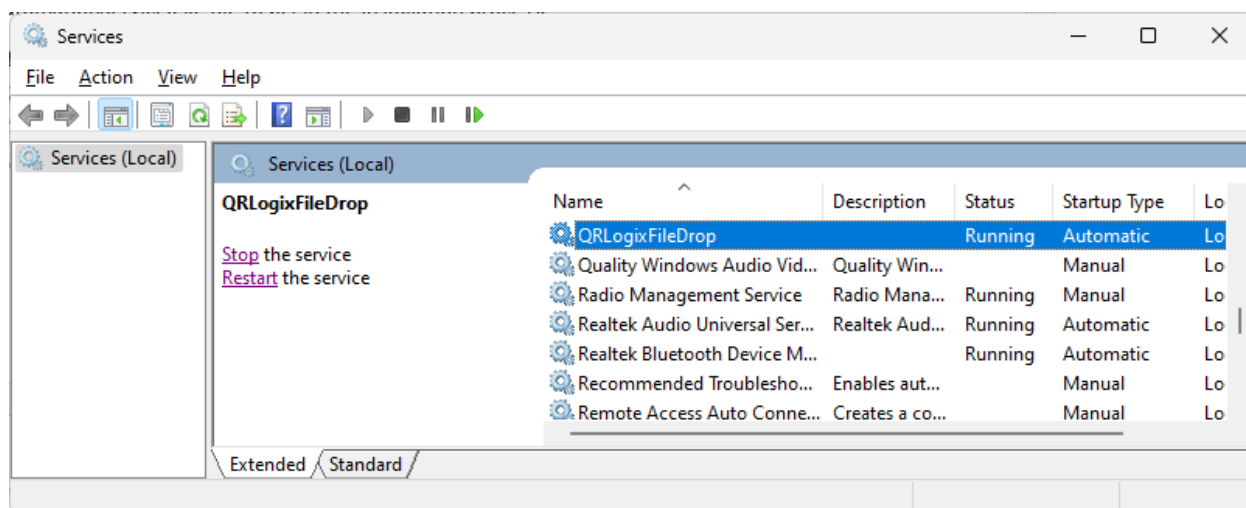 Services
File Action View Help
Services (Local)
Services (Local)
QRLogixFileDrop
Stop the service
Restart the service
Name Description Status Startup Type Lo
QRLogixFileDrop Running Automatic Lo
Quality Windows Audio Vid... Quality Win... Manual Lo
Radio Management Service Radio Mana... Running Manual Lo
Realtek Audio Universal Ser... Realtek Aud... Running Automatic Lo
Realtek Bluetooth Device M... Running Automatic Lo
Recommended Troublesho... Enables aut... Manual Lo
Remote Access Auto Conne... Creates a co... Manual Lo
Extended Standard